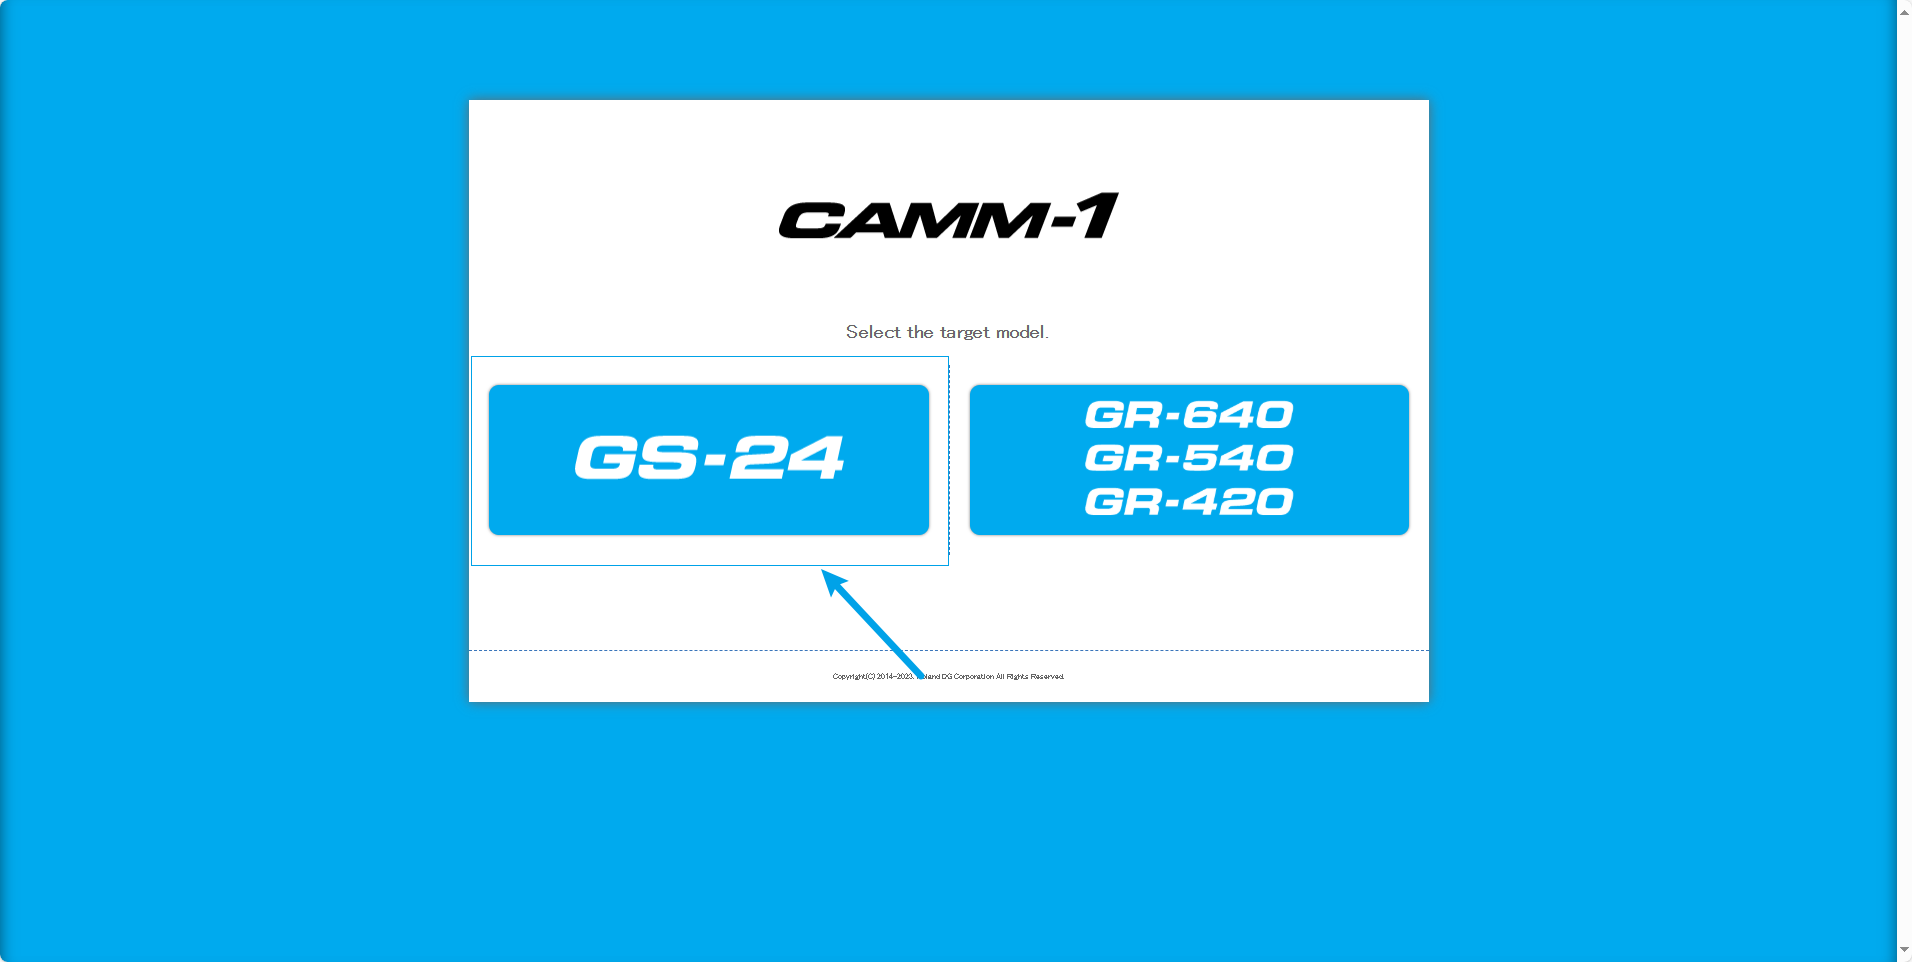 CAMM-1
Select the target model.
GS-24
GR-640
GR-540
GR-420
Copyright(C) 2014-2023. land DG Corporation All Rights Reserved.